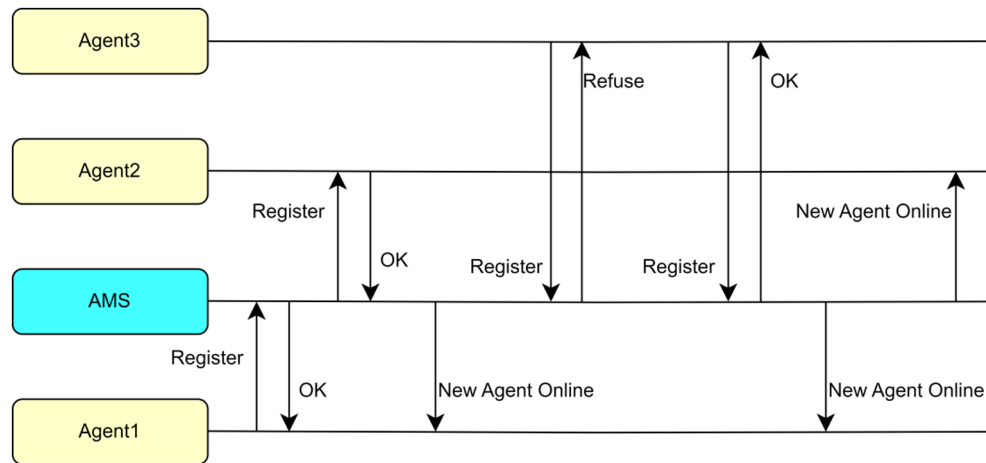 Agent3
Refuse
OK
Agent2
Register
New Agent Online
OK
Register
Register
AMS
Register
OK
New Agent Online
New Agent Online
Agent1